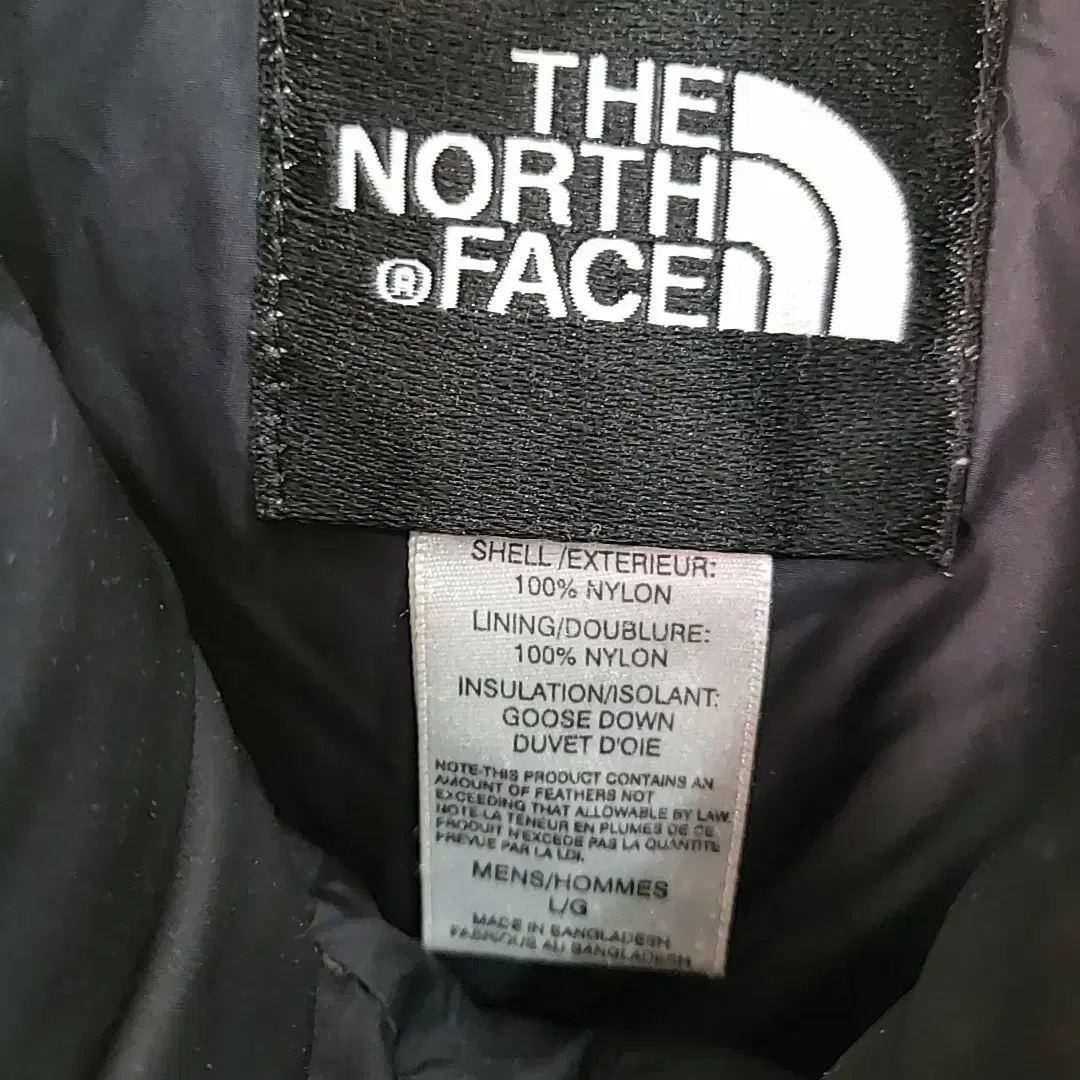 THE
NORTH
®FACE
SHELL/EXTERIEUR:
100% NYLON
LINING/DOUBLURE:
100% NYLON
INSULATION/ISOLANT:
GOOSE DOWN
DUVET D'OIE
NOTE-THIS PRODUCT CONTAINS AN
AMOUNT OF FEATHERS NOT
EXCEEDING THAT ALLOWABLE BY LAW.
NOTE-LA TENEUR EN PLUMES DE CE
PRODUIT N'EXCEDE PAS LA QUANTITE
PREVUE PAR LA LOI.
MENS/HOMMES
L/G
MADE IN BANGLADESH
FABRIQUE AU BANGLADESH